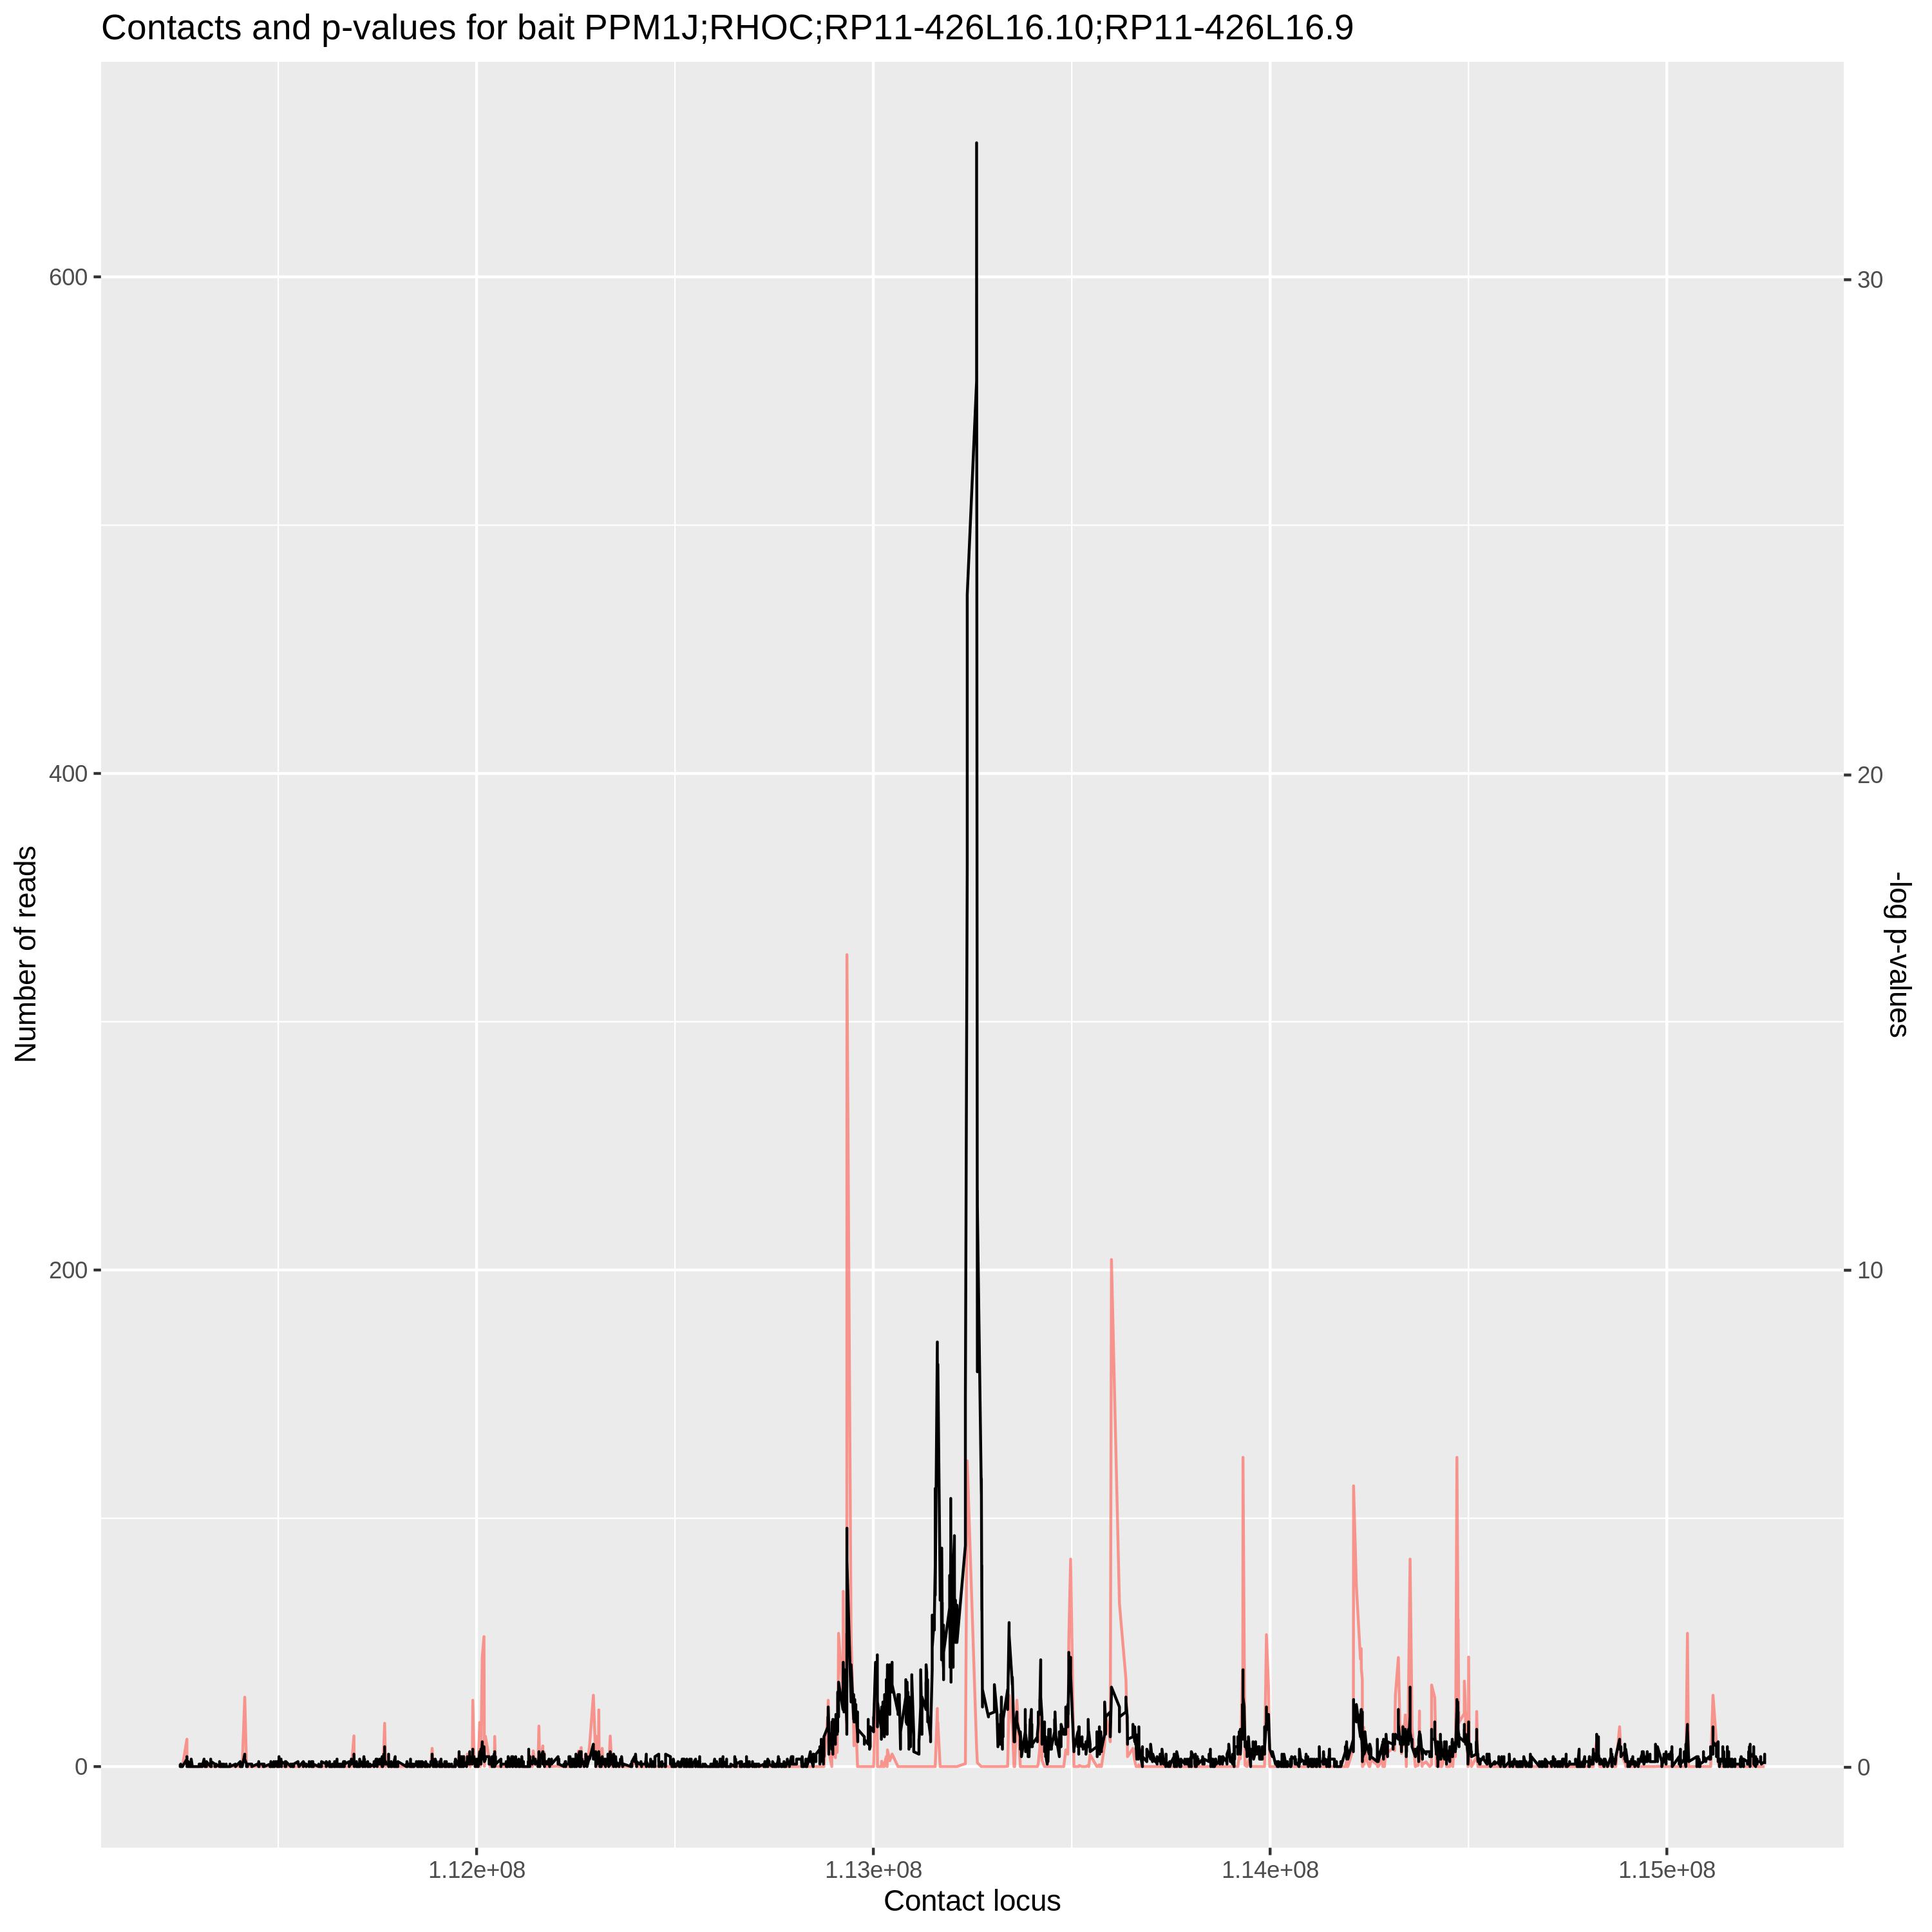 Contacts and p-values for bait PPM1J;RHOC;RP11-426L16.10;RP11-426L16.9
600
400
200
0
Number of reads
30
20
10
0
-log p-values
1.12e+08
1.13e+08
1.14e+08
1.15e+08
Contact locus